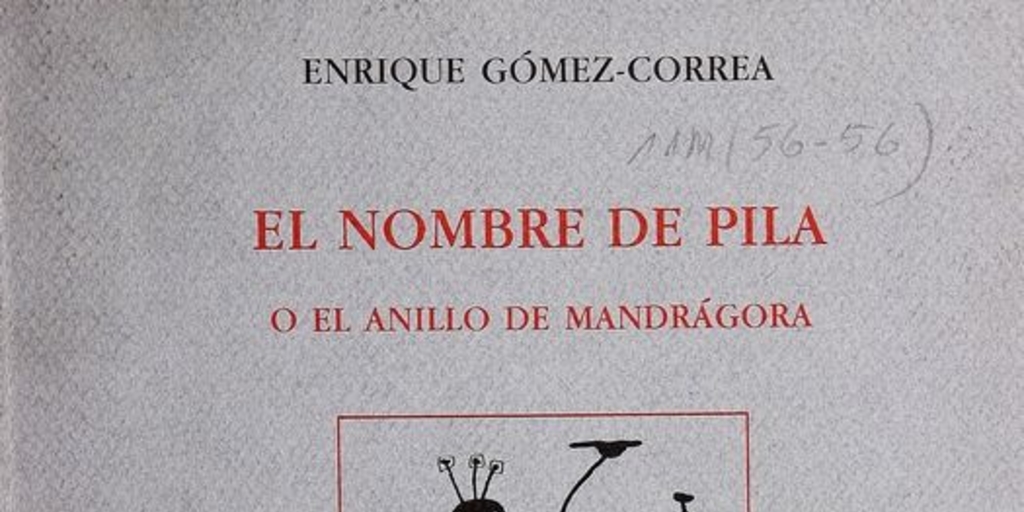 ENRIQUE GÓMEZ-CORREA
(56-56)
EL NOMBRE DE PILA
O EL ANILLO DE MANDRÁGORA